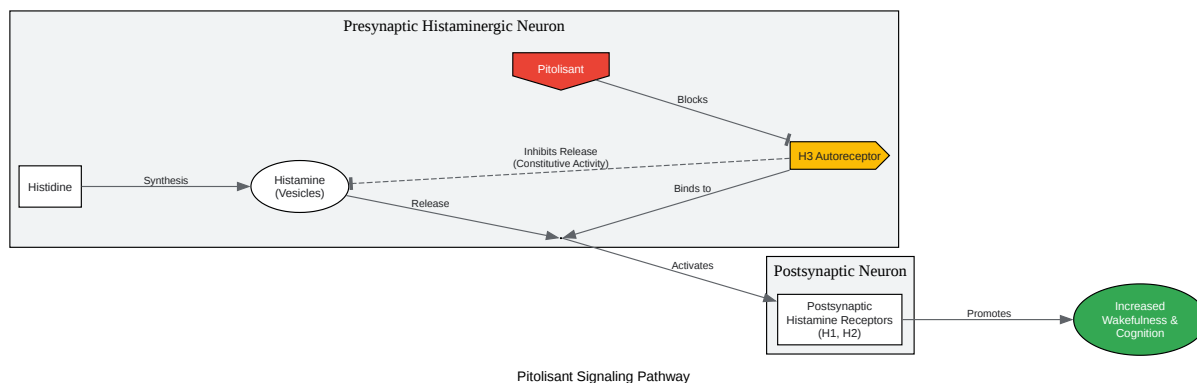 Presynaptic Histaminergic Neuron
Pitolisant
Blocks
Inhibits Release
(Constitutive Activity)
H3 Autoreceptor
Histidine
Synthesis
Histamine
(Vesicles)
Release
Binds to
Activates
Postsynaptic Neuron
Postsynaptic
Histamine Receptors
(H1, H2)
Promotes
Increased
Wakefulness &
Cognition
Pitolisant Signaling Pathway